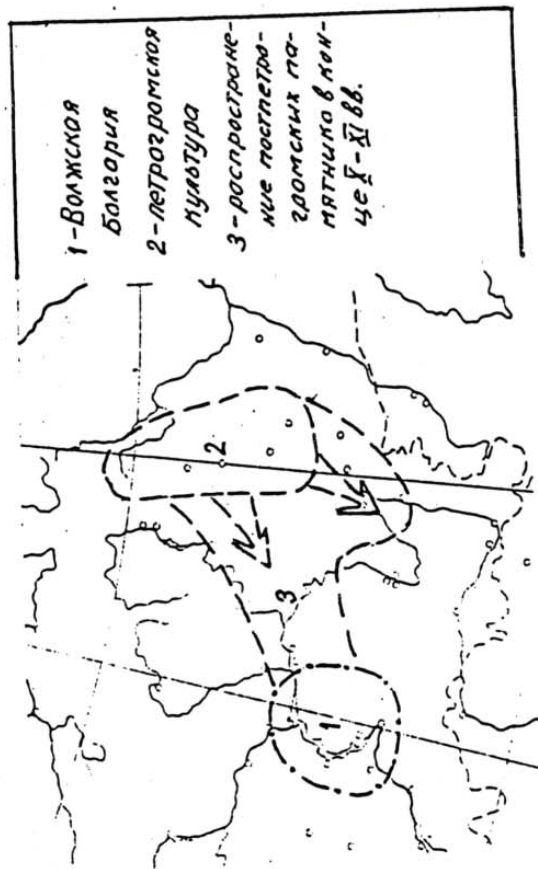 1-Волжская
Болгария
2-петрогромская
культура
3-распростране-
ние постпетро-
громских па-
мятников в кон-
це X-XI вв.
1
2
3